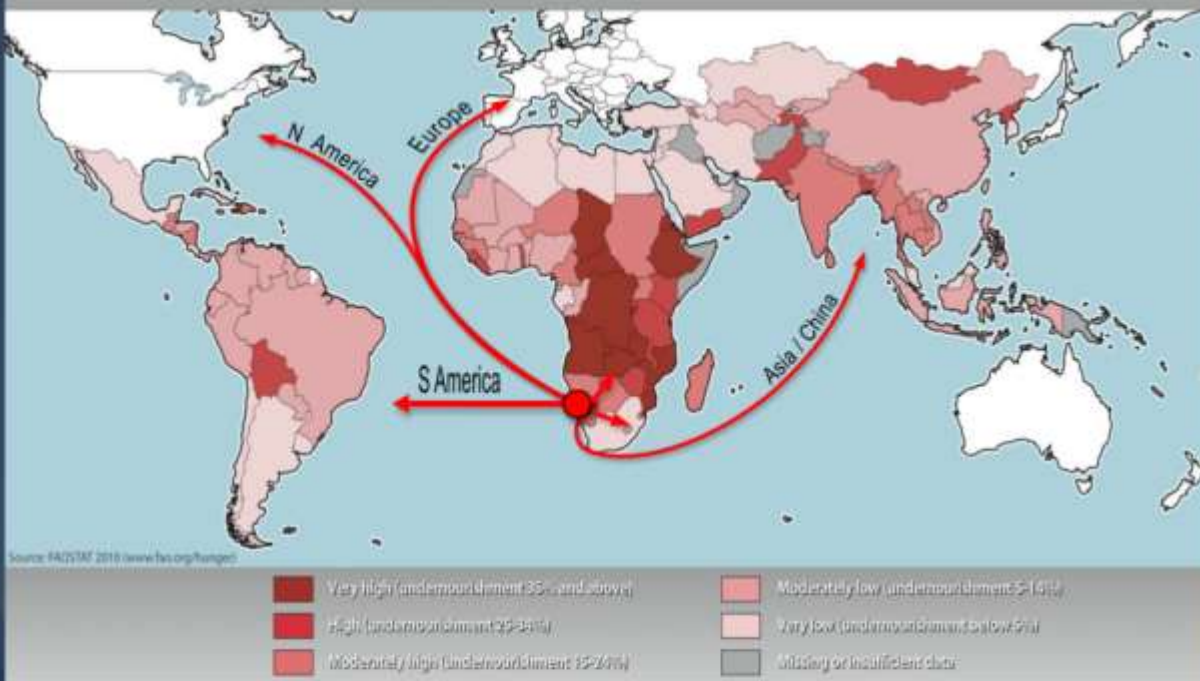 Europe
N America
S America
Asia / China
Source: FAOSTAT 2010 (www.fao.org/hunger)
Very high (undernourishment 35% and above)
High (undernourishment 25-34%)
Moderately high (undernourishment 15-24%)
Moderately low (undernourishment 5-14%)
Very low (undernourishment below 5%)
Missing or insufficient data